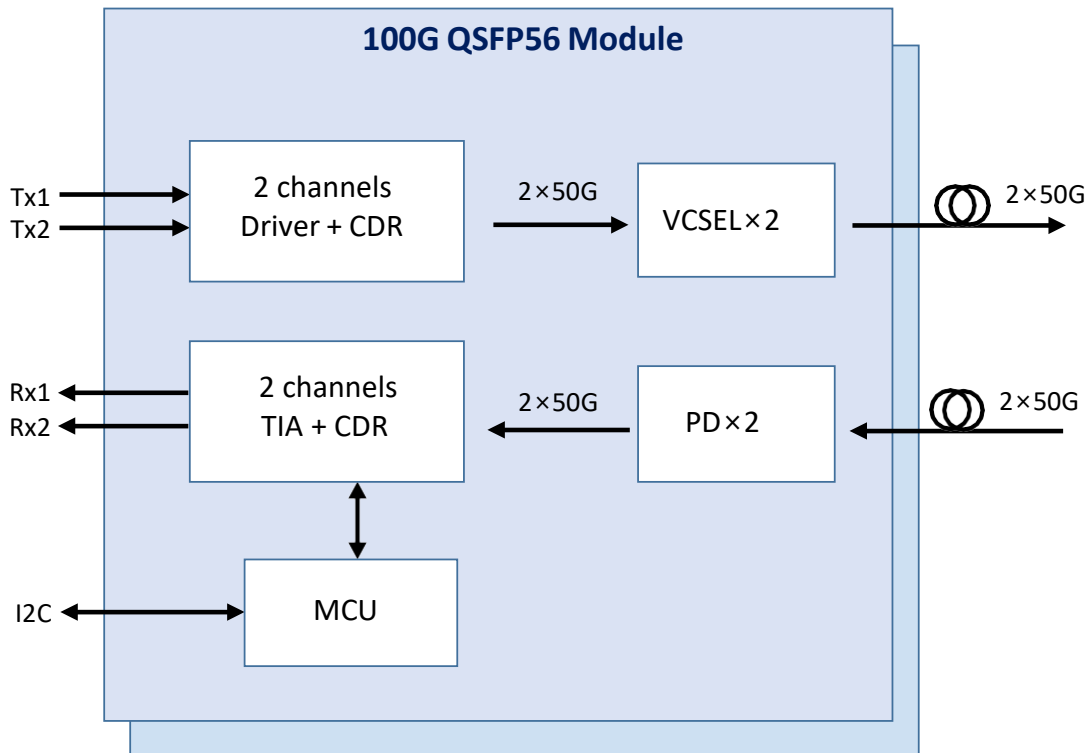 100G QSFP56 Module
Tx1
Tx2
2 channels
Driver + CDR
2×50G
VCSEL×2
2×50G
Rx1
Rx2
2 channels
TIA + CDR
2×50G
PD×2
2×50G
I2C
MCU